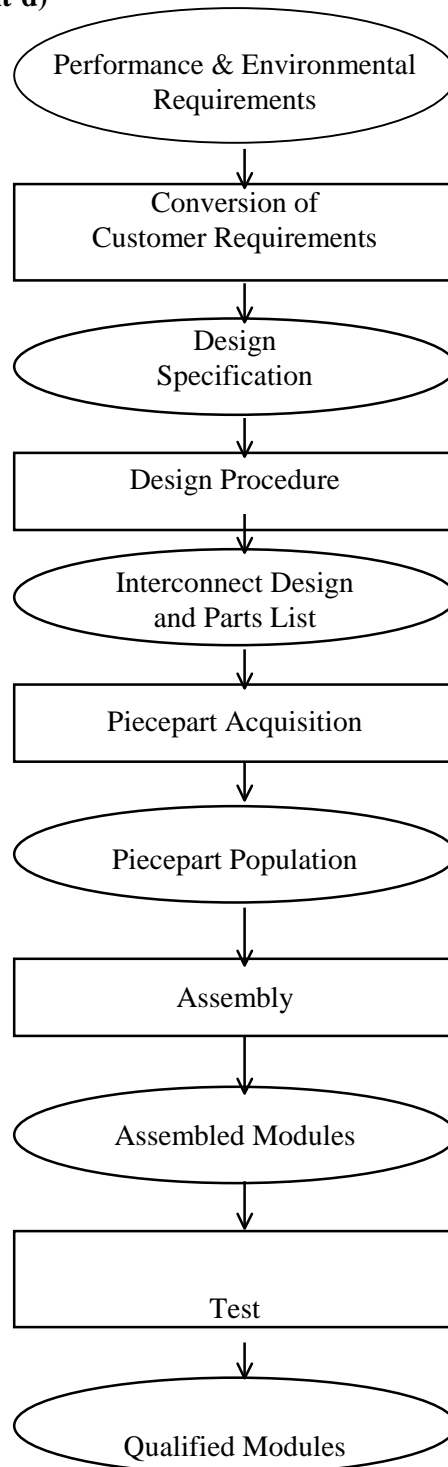 t d)
Performance & Environmental
Requirements
Conversion of
Customer Requirements
Design
Specification
Design Procedure
Interconnect Design
and Parts List
Piecepart Acquisition
Piecepart Population
Assembly
Assembled Modules
Test
Qualified Modules